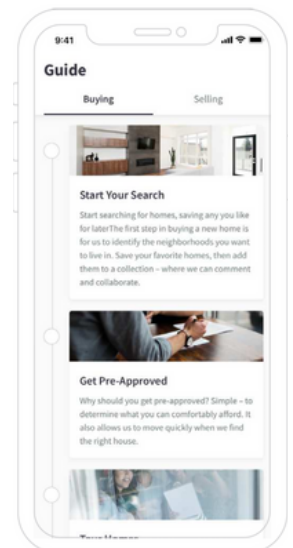 9:41
Guide
Buying
Selling
Start Your Search
Start searching for homes, saving any you like
for laterThe first step in buying a new home is
for us to identify the neighborhoods you want
to live in. Save your favorite homes, then add
them to a collection – where we can comment
and collaborate.
Get Pre-Approved
Why should you get pre-approved? Simple – to
determine what you can comfortably afford. It
also allows us to move quickly when we find
the right house.